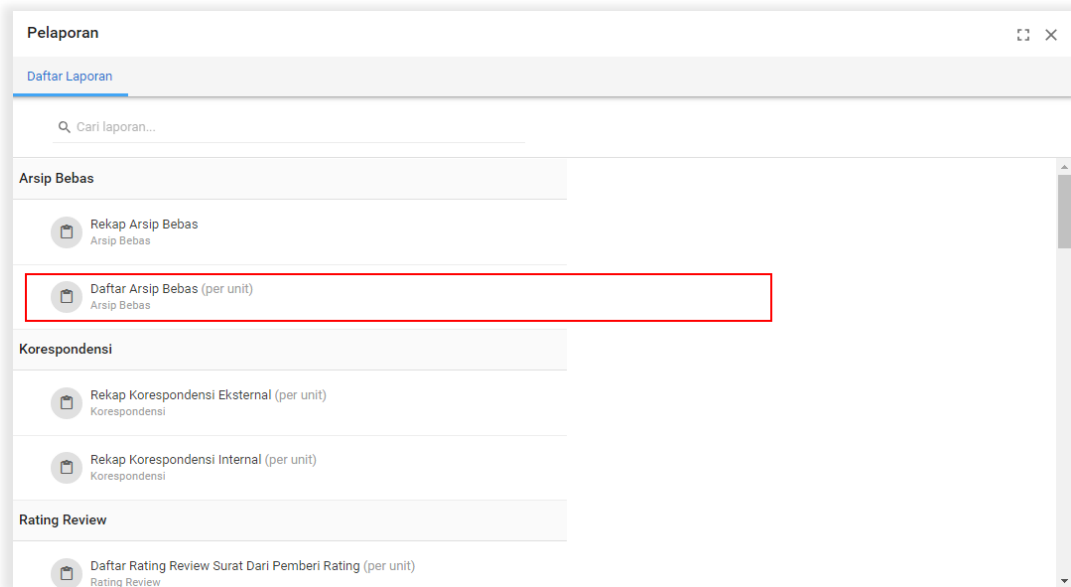 Pelaporan
Daftar Laporan
Cari laporan...
Arsip Bebas
Rekap Arsip Bebas
Arsip Bebas
Daftar Arsip Bebas (per unit)
Arsip Bebas
Korespondensi
Rekap Korespondensi Eksternal (per unit)
Korespondensi
Rekap Korespondensi Internal (per unit)
Korespondensi
Rating Review
Daftar Rating Review Surat Dari Pemberi Rating (per unit)
Rating Review